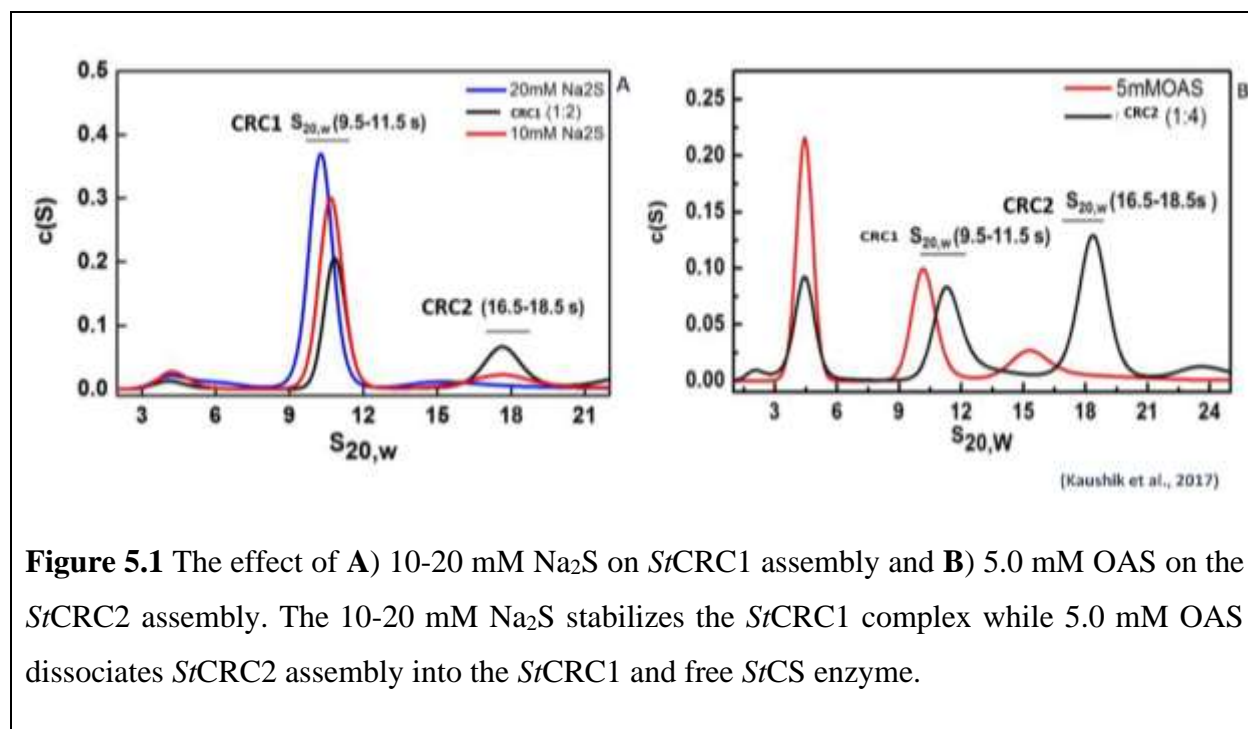 A
0.5
0.4
0.3
0.2
0.1
0.0
c(S)
20mM Na2S
CRC1 (1:2)
10mM Na2S
CRC1 S20,w (9.5-11.5 s)
CRC2 (16.5-18.5 s)
3 6 9 12 15 18 21
S20,w
B
0.25
0.20
0.15
0.10
0.05
0.00
c(S)
5mMOAS
CRC2 (1:4)
CRC2 S20,w (16.5-18.5s)
CRC1 S20,w (9.5-11.5s)
3 6 9 12 15 18 21 24
S20,W
(Kaushik et al., 2017)
Figure 5.1 The effect of A) 10-20 mM Na2S on StCRC1 assembly and B) 5.0 mM OAS on the
StCRC2 assembly. The 10-20 mM Na2S stabilizes the StCRC1 complex while 5.0 mM OAS
dissociates StCRC2 assembly into the StCRC1 and free StCS enzyme.